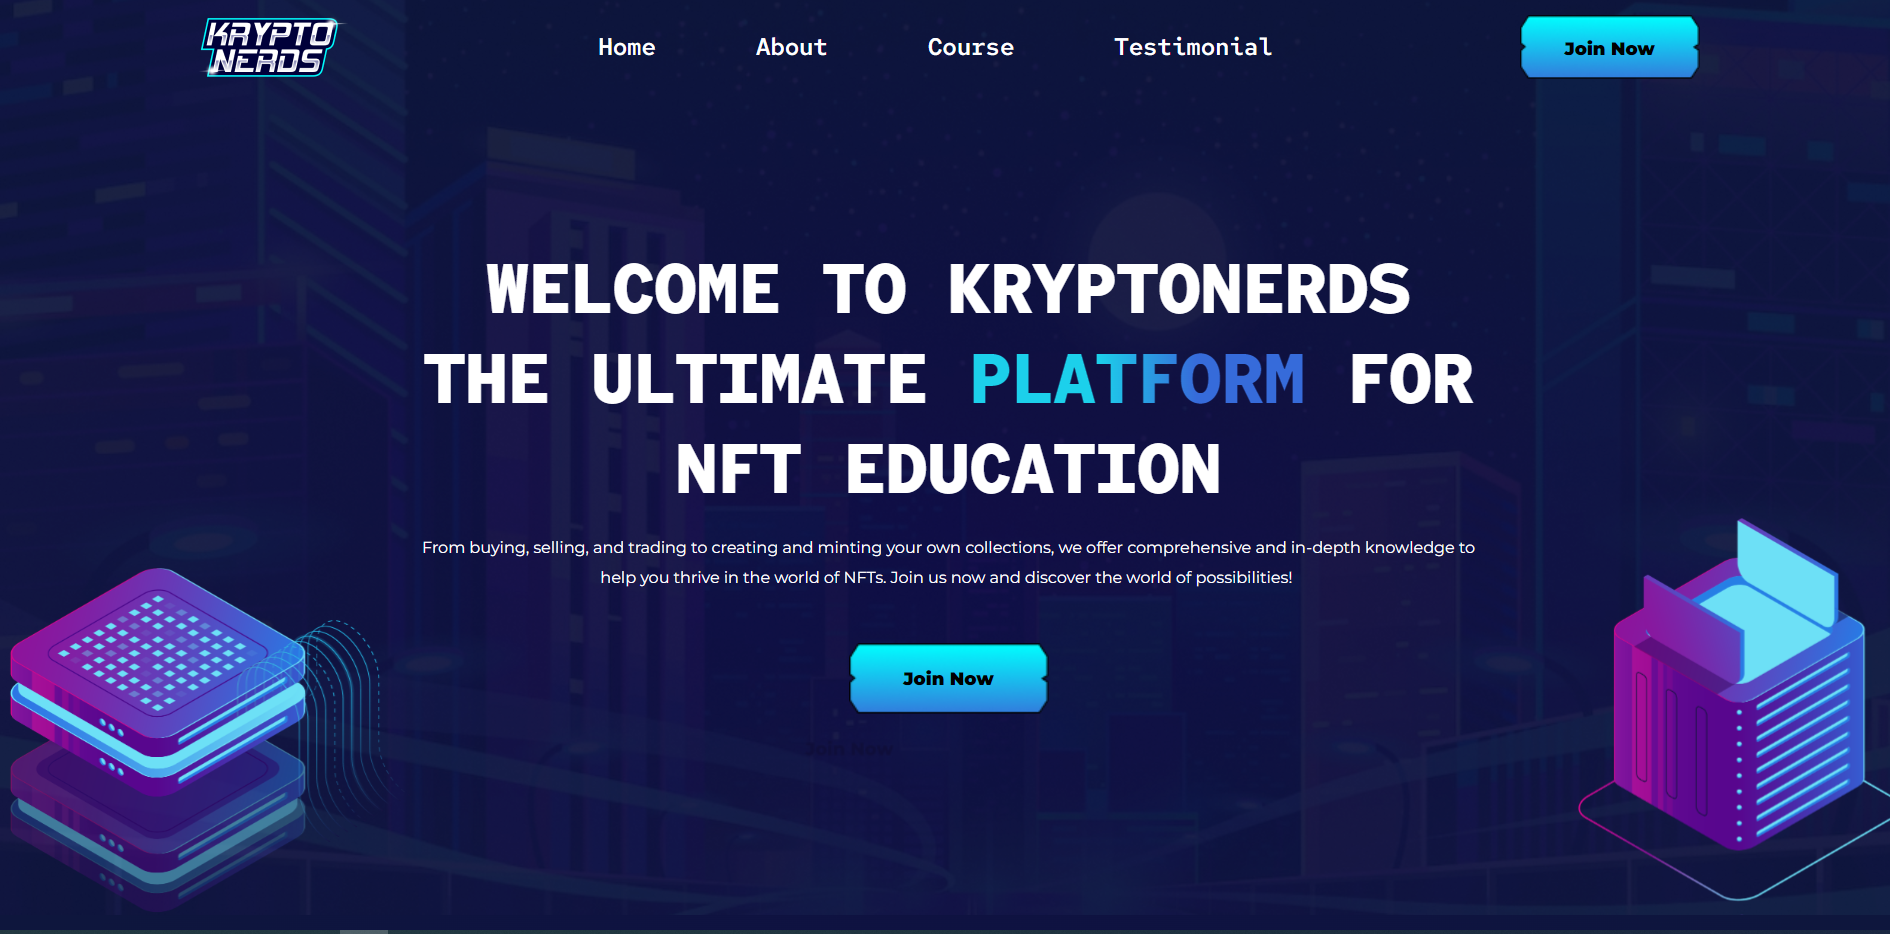 KRYPTO
NERDS
Home About Course Testimonial
Join Now
WELCOME TO KRYPTONERDS
THE ULTIMATE PLATFORM FOR
NFT EDUCATION
From buying, selling, and trading to creating and minting your own collections, we offer comprehensive and in-depth knowledge to
help you thrive in the world of NFTs. Join us now and discover the world of possibilities!
Join Now
Join Now